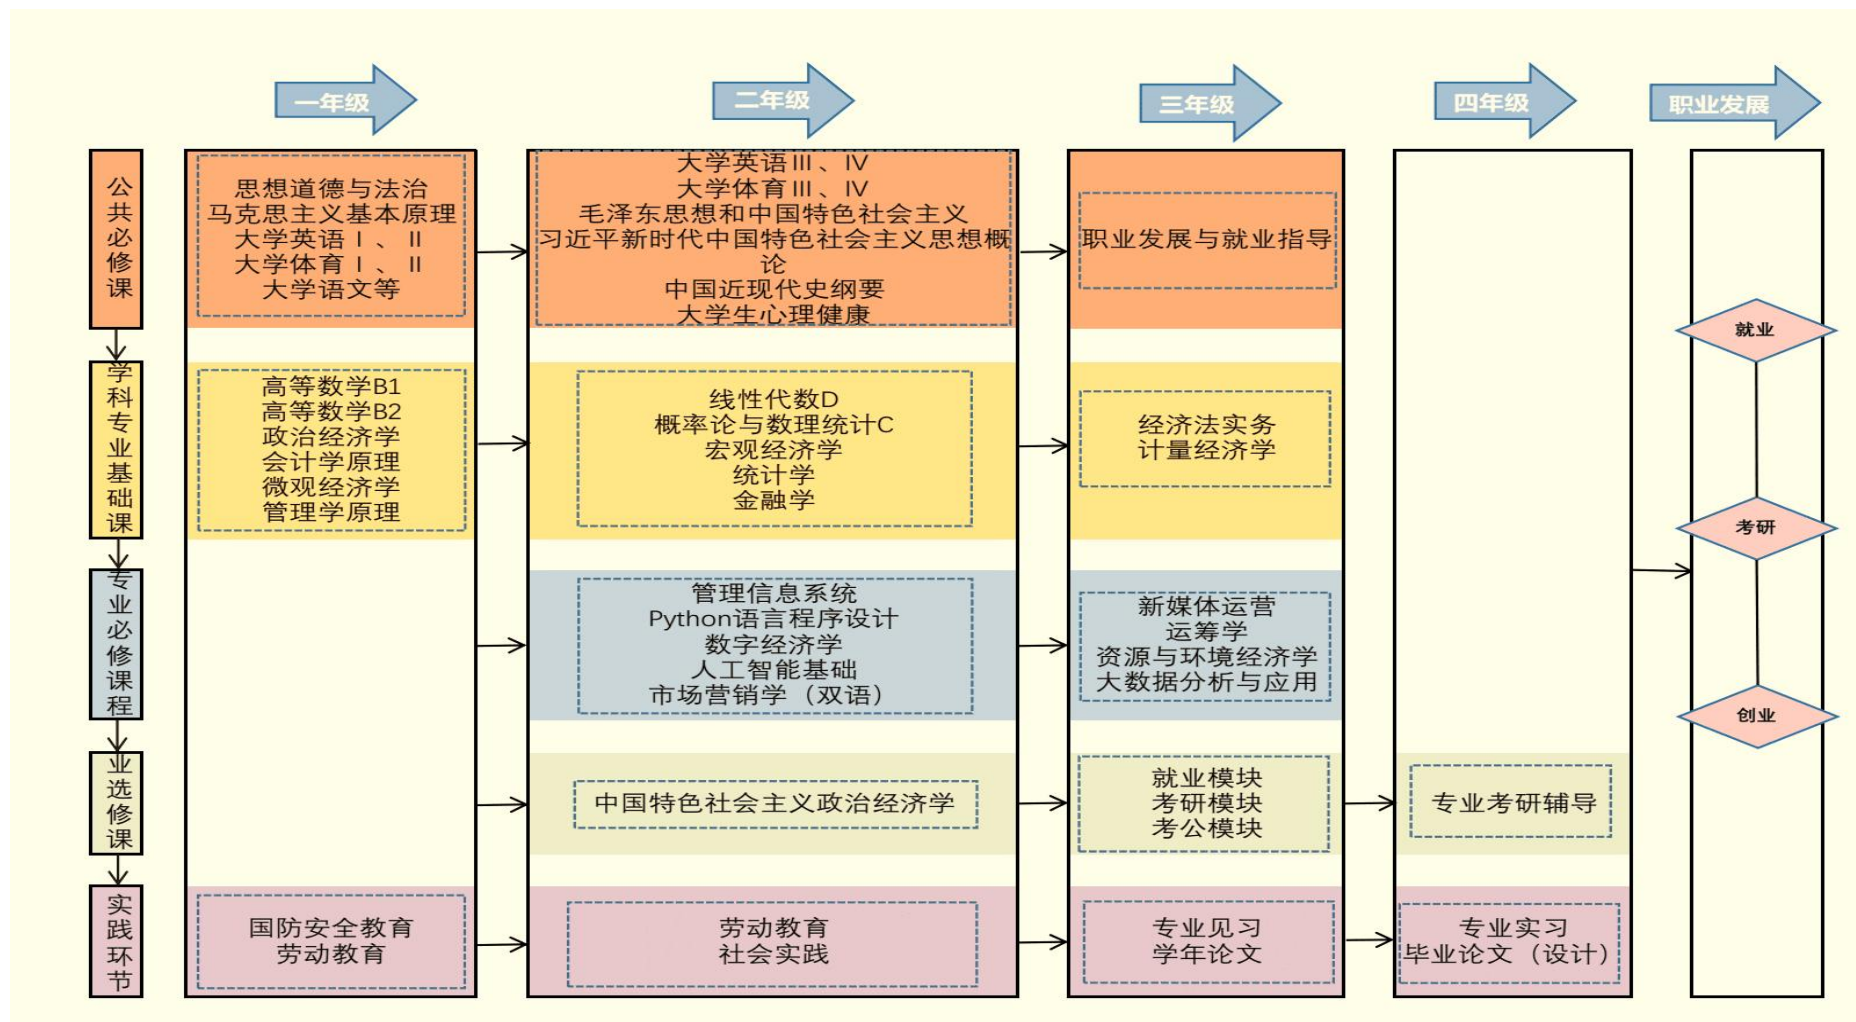 一年级
二年级
三年级
四年级
职业发展
公
共
必
修
课
思想道德与法治
马克思主义基本原理
大学英语Ⅰ、Ⅱ
大学体育Ⅰ、Ⅱ
大学语文等
大学英语Ⅲ、Ⅳ
大学体育Ⅲ、Ⅳ
毛泽东思想和中国特色社会主义
习近平新时代中国特色社会主义思想概
论
中国近现代史纲要
大学生心理健康
职业发展与就业指导
学
科
专
业
基
础
课
高等数学B1
高等数学B2
政治经济学
会计学原理
微观经济学
管理学原理
线性代数D
概率论与数理统计C
宏观经济学
统计学
金融学
经济法实务
计量经济学
专
业
必
修
课
程
管理信息系统
Python语言程序设计
数字经济学
人工智能基础
市场营销学（双语）
新媒体运营
运筹学
资源与环境经济学
大数据分析与应用
业
选
修
课
中国特色社会主义政治经济学
就业模块
考研模块
考公模块
专业考研辅导
实
践
环
节
国防安全教育
劳动教育
劳动教育
社会实践
专业见习
学年论文
专业实习
毕业论文（设计）
就业
考研
创业